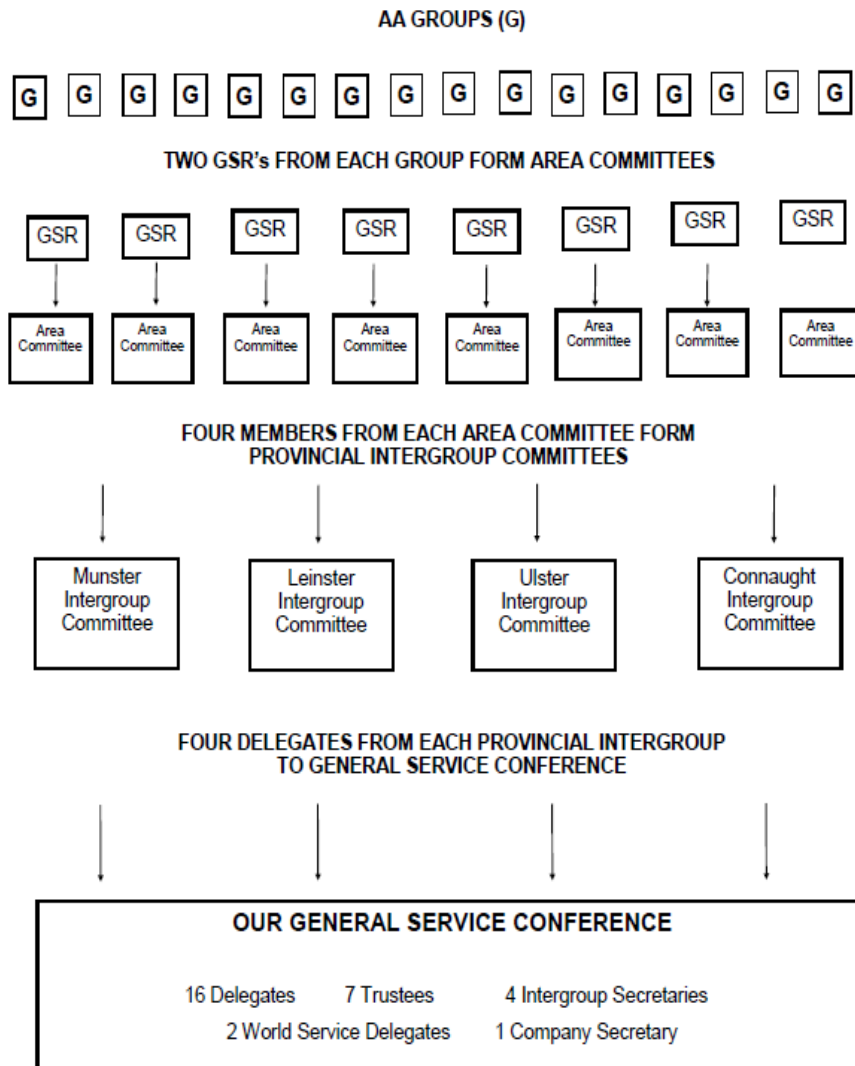 AA GROUPS (G)
G G G G G G G G G G G G G G G G
TWO GSR's FROM EACH GROUP FORM AREA COMMITTEES
GSR GSR GSR GSR GSR GSR GSR GSR
Area Area Area Area Area Area Area Area
Committee Committee Committee Committee Committee Committee Committee Committee
FOUR MEMBERS FROM EACH AREA COMMITTEE FORM
PROVINCIAL INTERGROUP COMMITTEES
Munster Leinster Ulster Connaught
Intergroup Intergroup Intergroup Intergroup
Committee Committee Committee Committee
FOUR DELEGATES FROM EACH PROVINCIAL INTERGROUP
TO GENERAL SERVICE CONFERENCE
OUR GENERAL SERVICE CONFERENCE
16 Delegates 7 Trustees 4 Intergroup Secretaries
2 World Service Delegates 1 Company Secretary